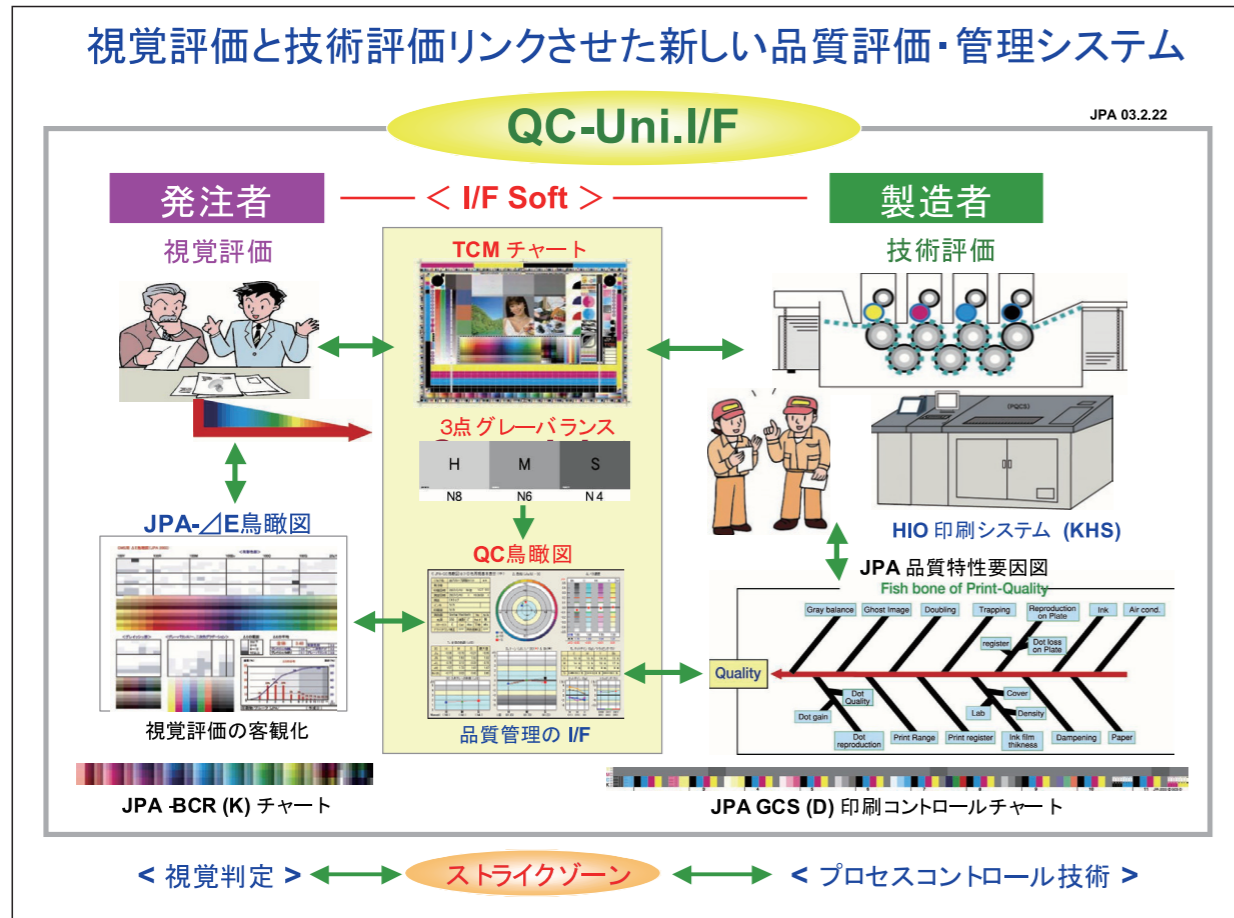 視覚評価と技術評価リンクさせた新しい品質評価・管理システム
QC-Uni.I/F
JPA 03.2.22
発注者
< I/F Soft >
製造者
視覚評価
TCM チャート
技術評価
3点 グレーバランス
H M S
N8 N6 N 4
(PQCS)
HIO 印刷システム (KHS)
JPA-⊿E鳥瞰図
QC鳥瞰図
JPA 品質特性要因図
Fish bone of Print-Quality
Gray balance
Ghost Image
Doubling
Trapping
Reproduction on Plate
Ink
Air cond.
register
Dot loss on Plate
Quality
Dot Quality
Cover
Dot gain
Lab
Density
Dot reproduction
Print Range
Print register
Ink film thikness
Dampening
Paper
視覚評価の客観化
品質管理の I/F
JPA -BCR (K) チャート
JPA GCS (D) 印刷コントロールチャート
< 視覚判定 >
ストライクゾーン
< プロセスコントロール技術 >